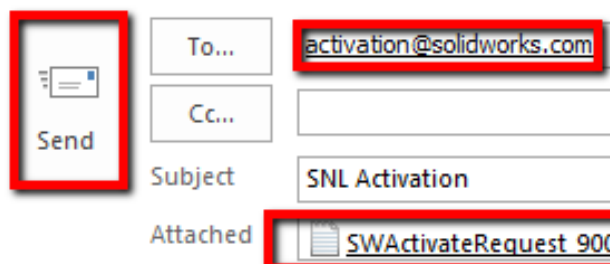 To...
activation@solidworks.com
Cc...
Send
Subject
SNL Activation
Attached
SWActivateRequest_900